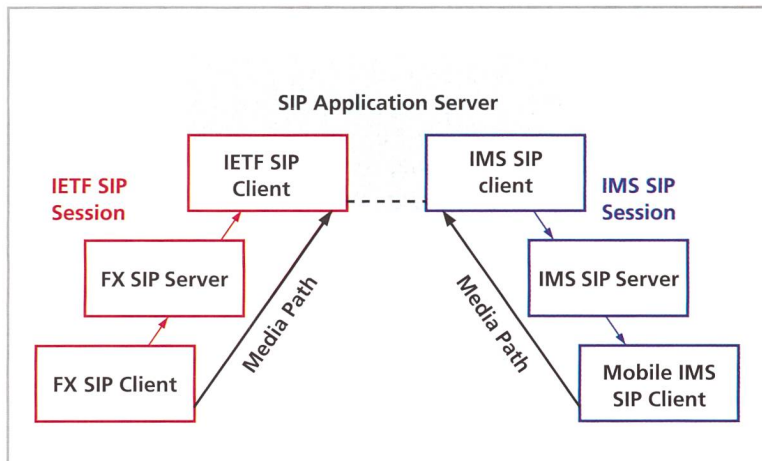 SIP Application Server
IETF SIP
Client
IMS SIP
client
IETF SIP
Session
IMS SIP
Session
FX SIP Server
IMS SIP Server
Media Path
Media Path
FX SIP Client
Mobile IMS
SIP Client